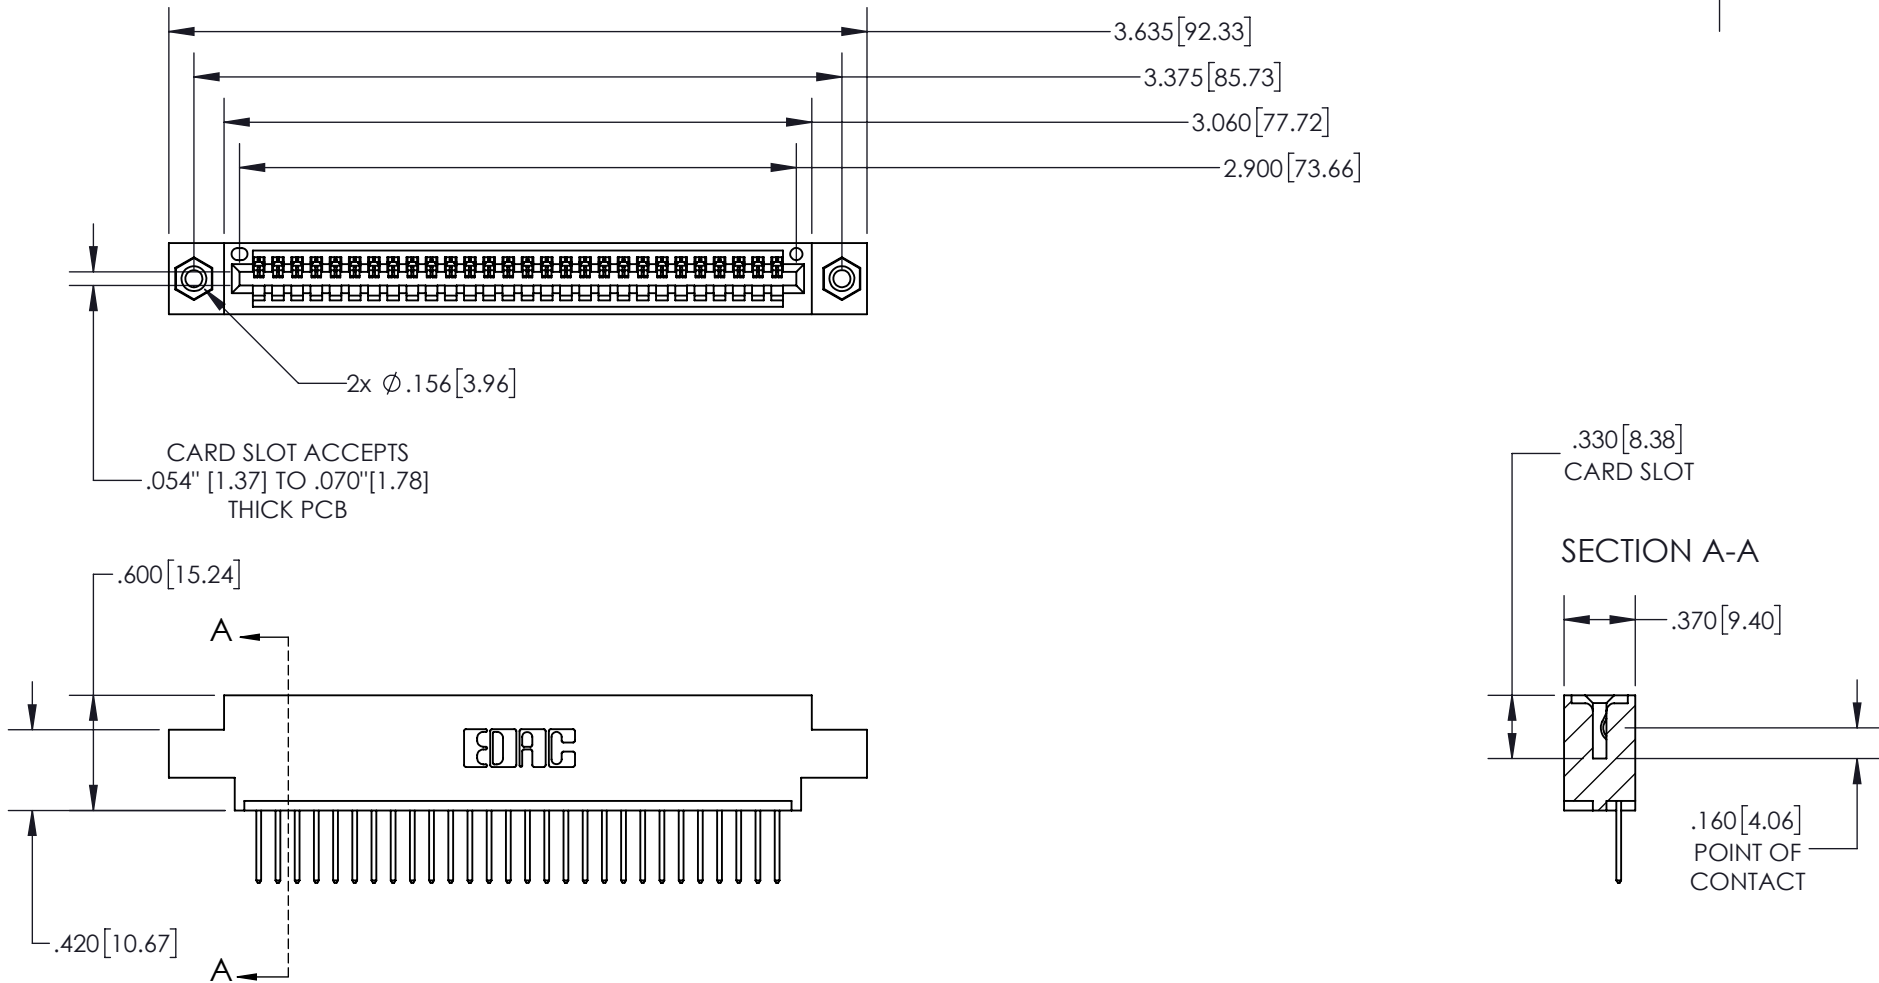 3.635[92.33]
3.375[85.73]
3.060[77.72]
2.900[73.66]
2x ⌀.156[3.96]
CARD SLOT ACCEPTS
.054" [1.37] TO .070"[1.78]
THICK PCB
.330[8.38]
CARD SLOT
SECTION A-A
.600[15.24]
.370[9.40]
A
EDAC
.160[4.06]
POINT OF
CONTACT
.420[10.67]
A